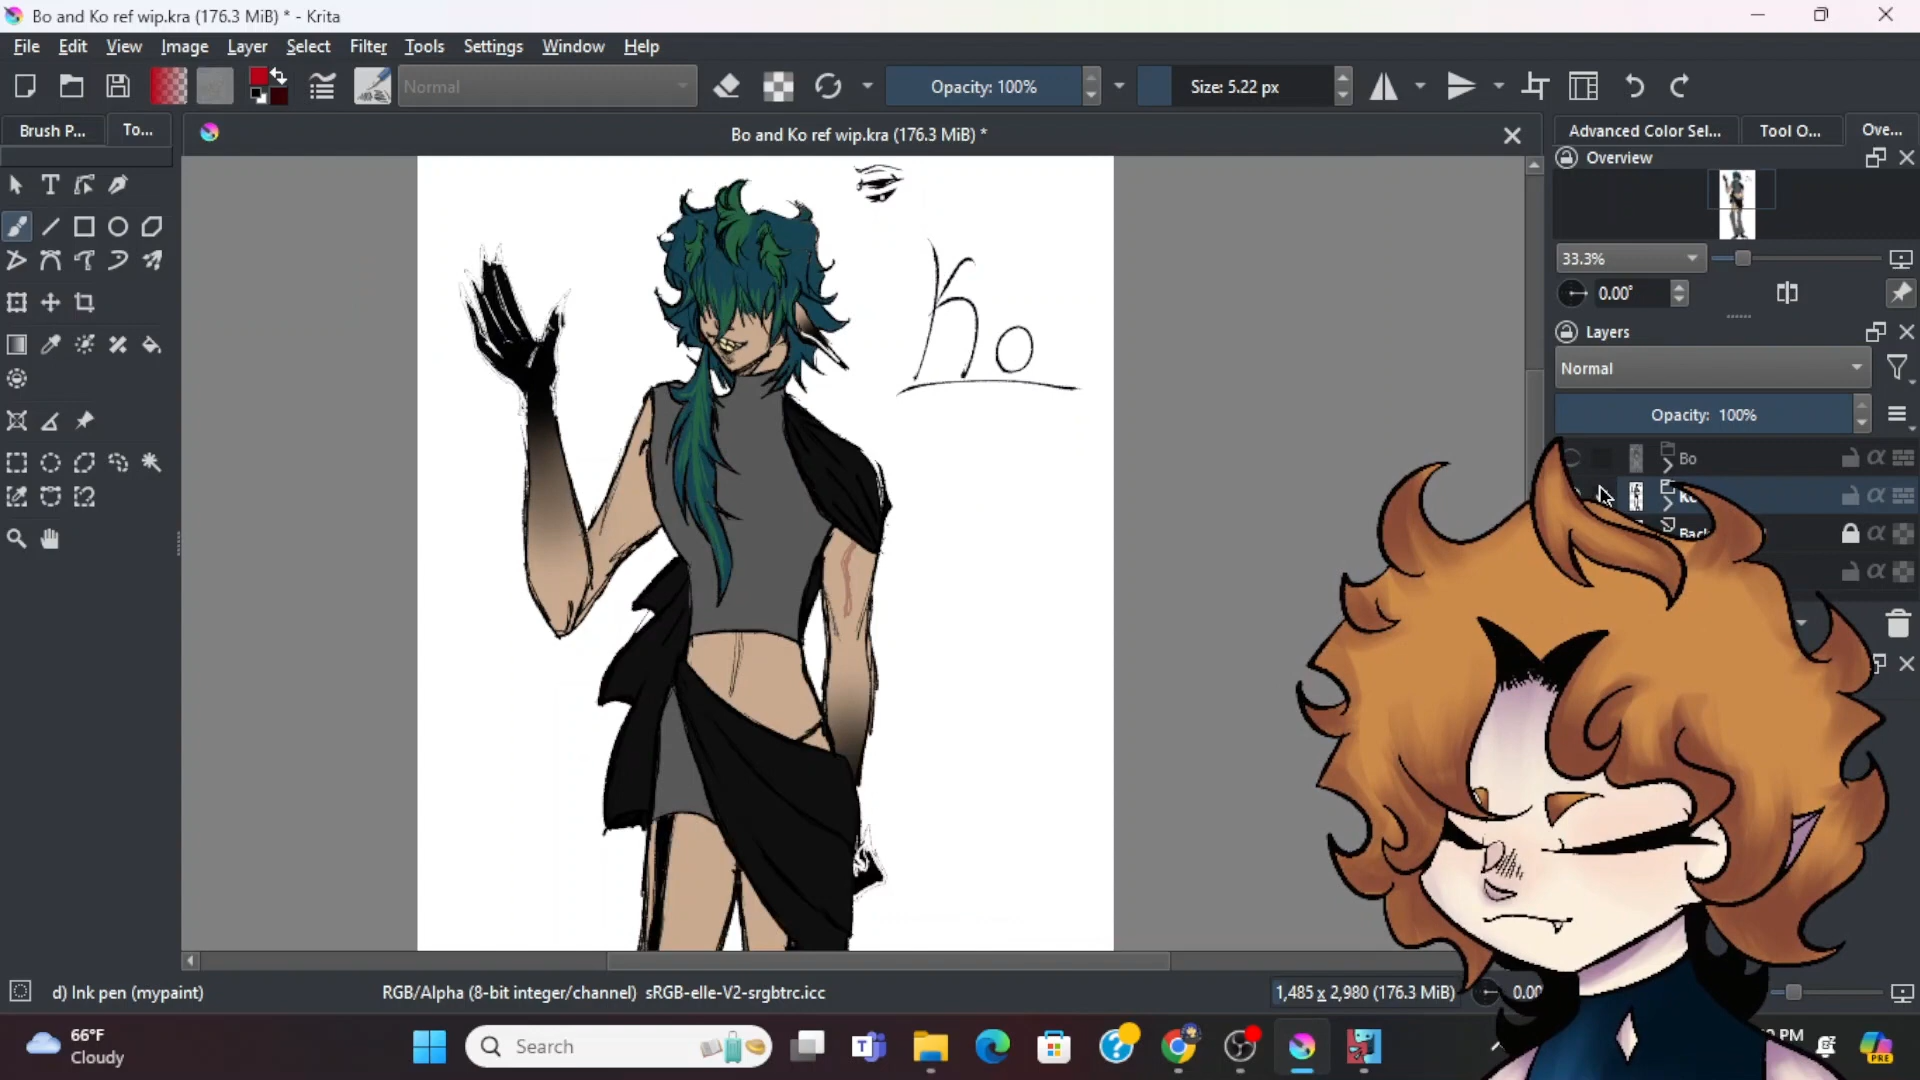 Bo and Ko ref wip.kra (176.3 MiB) * - Krita
File Edit View Image Layer Select Filter Tools Settings Window Help
Normal Opacity: 100% Size: 5.22 px
Brush P... To... Bo and Ko ref wip.kra (176.3 MiB) * Advanced Color Sel... Tool O... Ove...
Overview
33.3%
0.00°
Layers
Normal
Opacity: 100%
Bo
Ko
Ko
d) Ink pen (mypaint) RGB/Alpha (8-bit integer/channel) sRGB-elle-V2-srgbtrc.icc 1,485 x 2,980 (176.3 MiB)
66°F
Cloudy
Search
PM
PRE